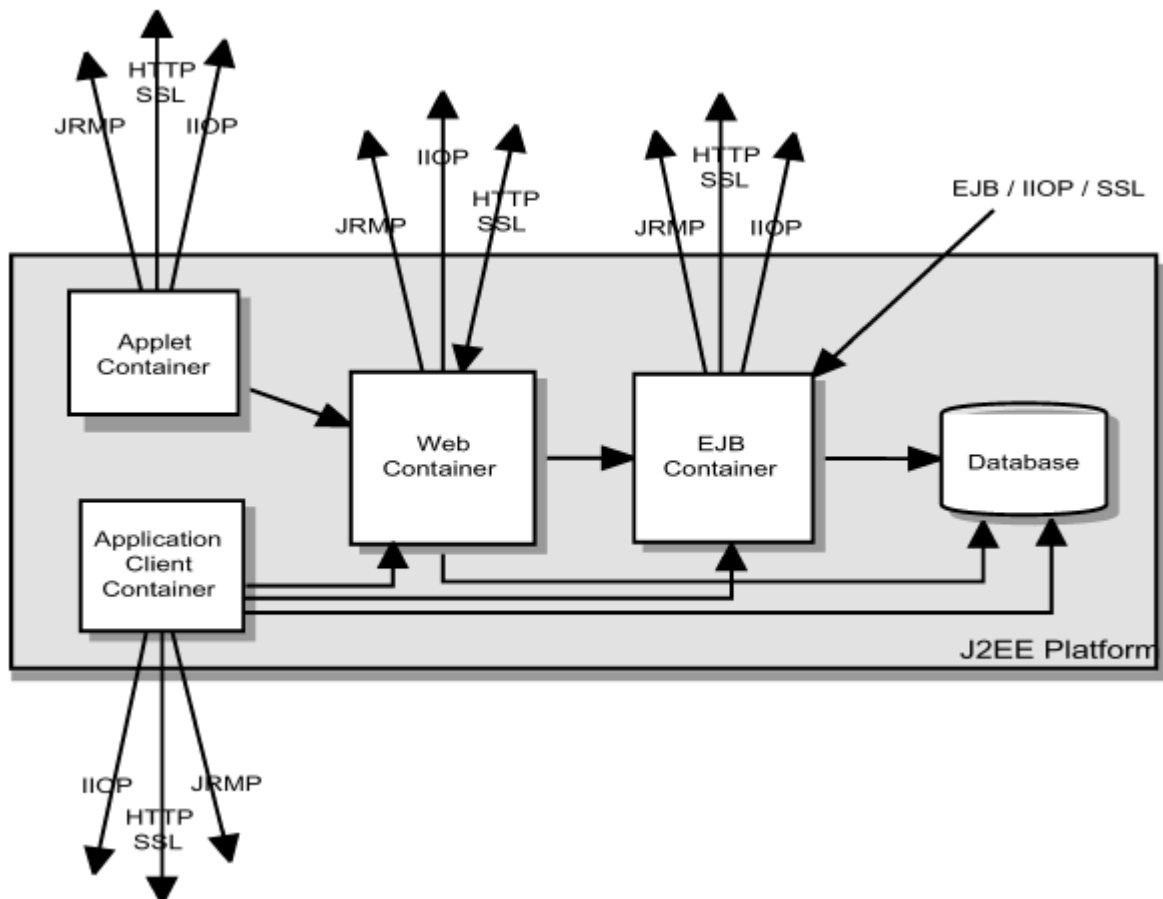 HTTP
SSL
JRMP
IIOP
IIOP
HTTP
SSL
JRMP
HTTP
SSL
JRMP
IIOP
EJB / IIOP / SSL
Applet
Container
Web
Container
EJB
Container
Database
Application
Client
Container
J2EE Platform
IIOP
JRMP
HTTP
SSL